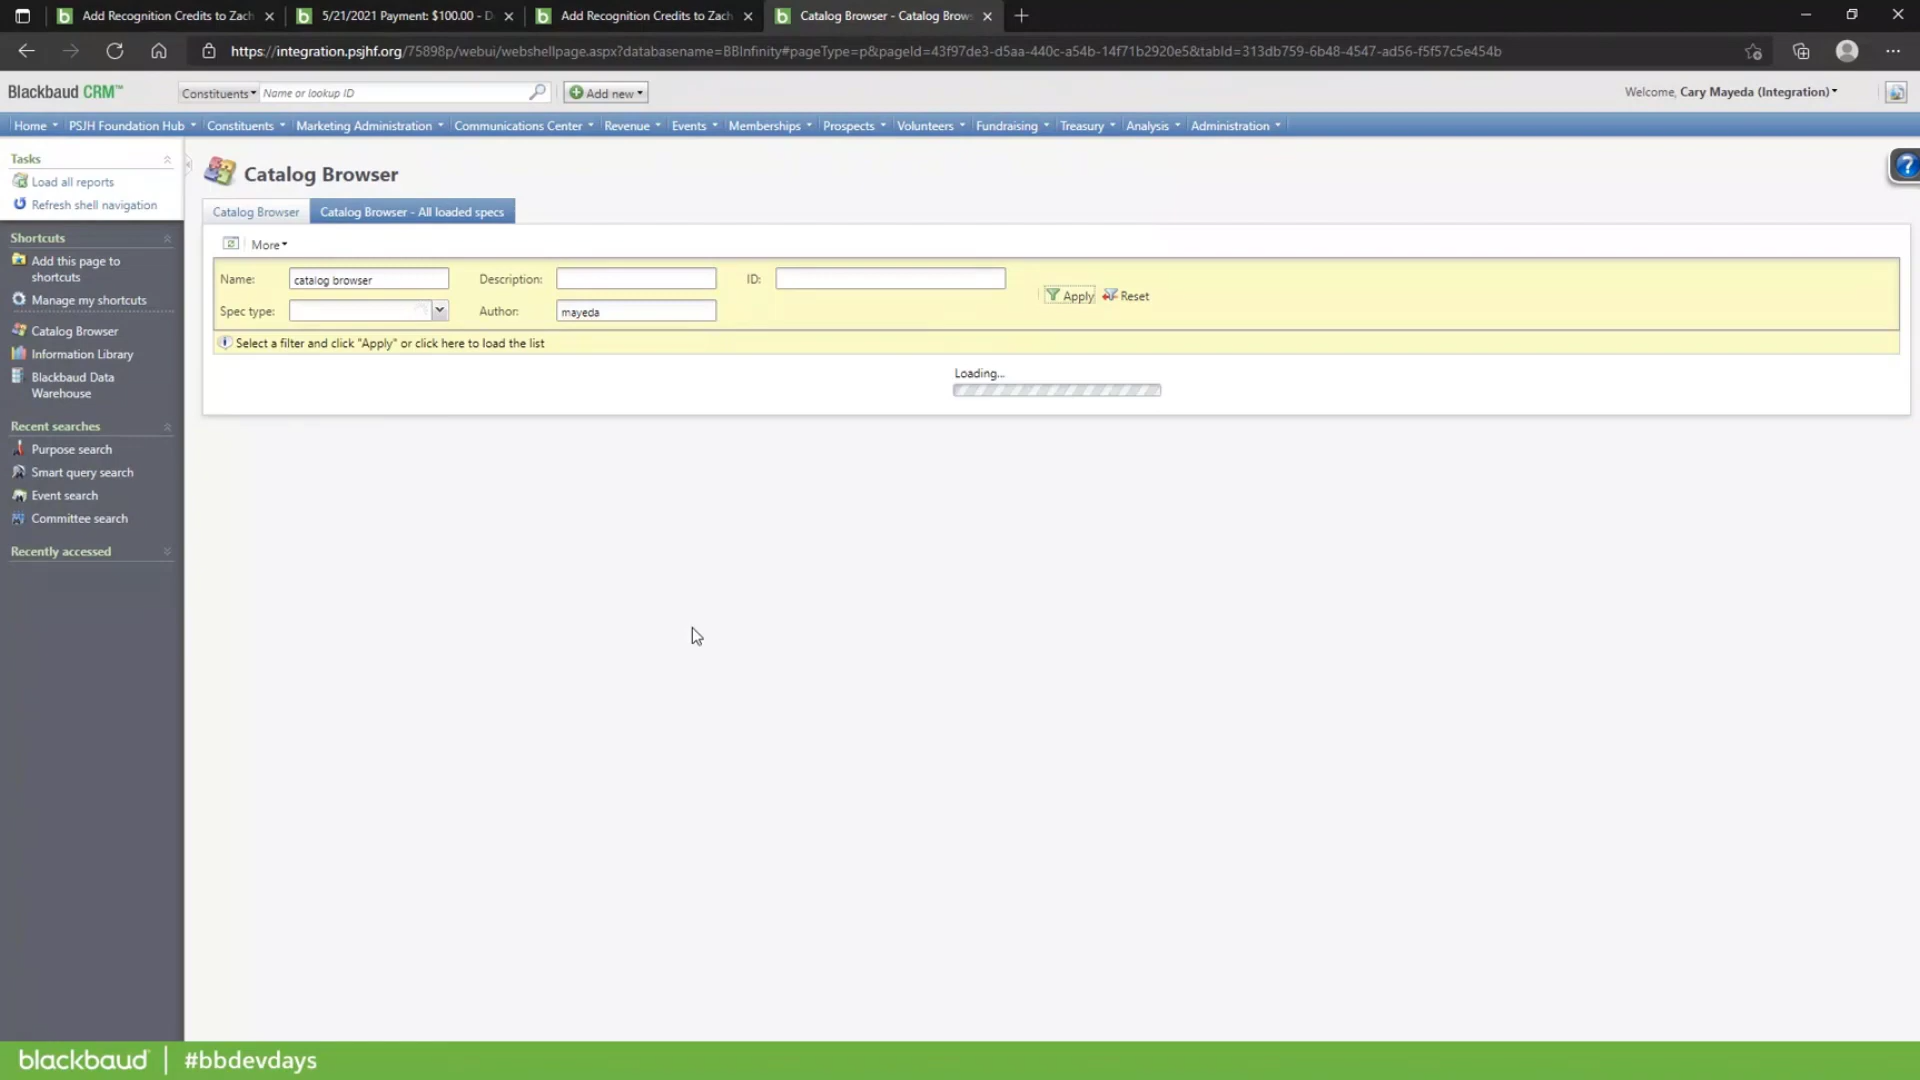 Add Recognition Credits to Zach
5/21/2021 Payment: $100.00 - D
Add Recognition Credits to Zach
Catalog Browser - Catalog Brow
https://integration.psjhf.org/75898p/webui/webshellpage.aspx?databasename=BBInfinity#pageType=p&pageId=43f97de3-d5aa-440c-a54b-14f71b2920e5&tabId=313db759-6b48-4547-ad56-f5f57c5e454b
Blackbaud CRM™
Constituents
Name or lookup ID
Add new
Welcome, Cary Mayeda (Integration)
Home PSJH Foundation Hub Constituents Marketing Administration Communications Center Revenue Events Memberships Prospects Volunteers Fundraising Treasury Analysis Administration
Tasks
Load all reports
Refresh shell navigation
Shortcuts
Add this page to
shortcuts
Manage my shortcuts
Catalog Browser
Information Library
Blackbaud Data
Warehouse
Recent searches
Purpose search
Smart query search
Event search
Committee search
Recently accessed
Catalog Browser
Catalog Browser
Catalog Browser - All loaded specs
More
Name: catalog browser Description: ID:
Spec type: Author: mayeda
Apply Reset
Select a filter and click "Apply" or click here to load the list
Loading...
?
blackbaud | #bbdevdays